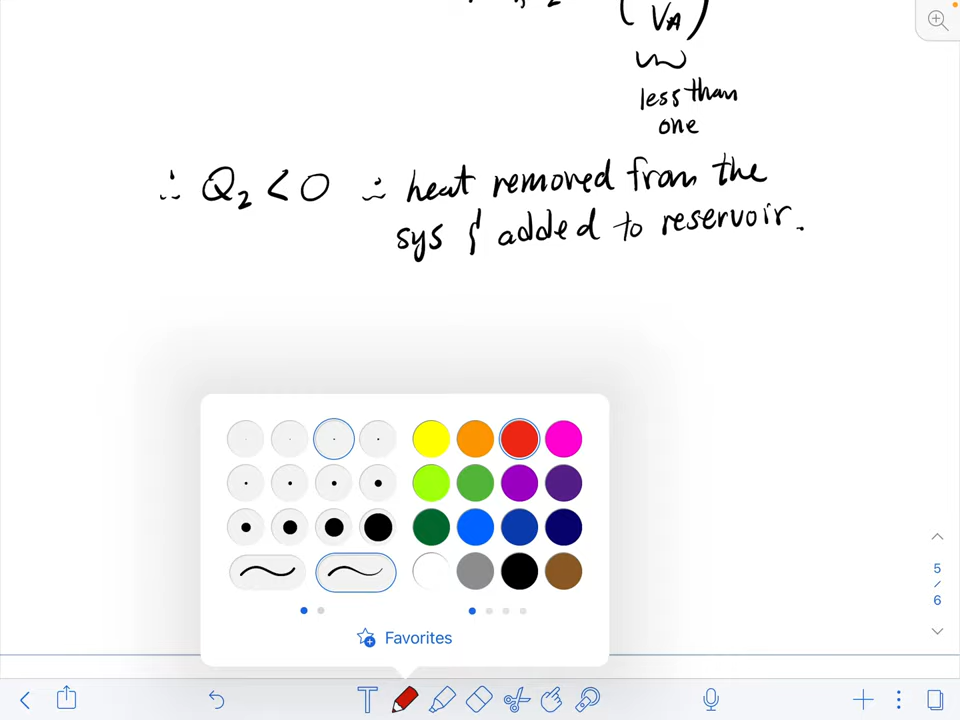 ( VA )
less than
one
∴ Q2 < 0 ∴ heat removed from the
sys & added to reservoir.
5
/
6
Favorites
T